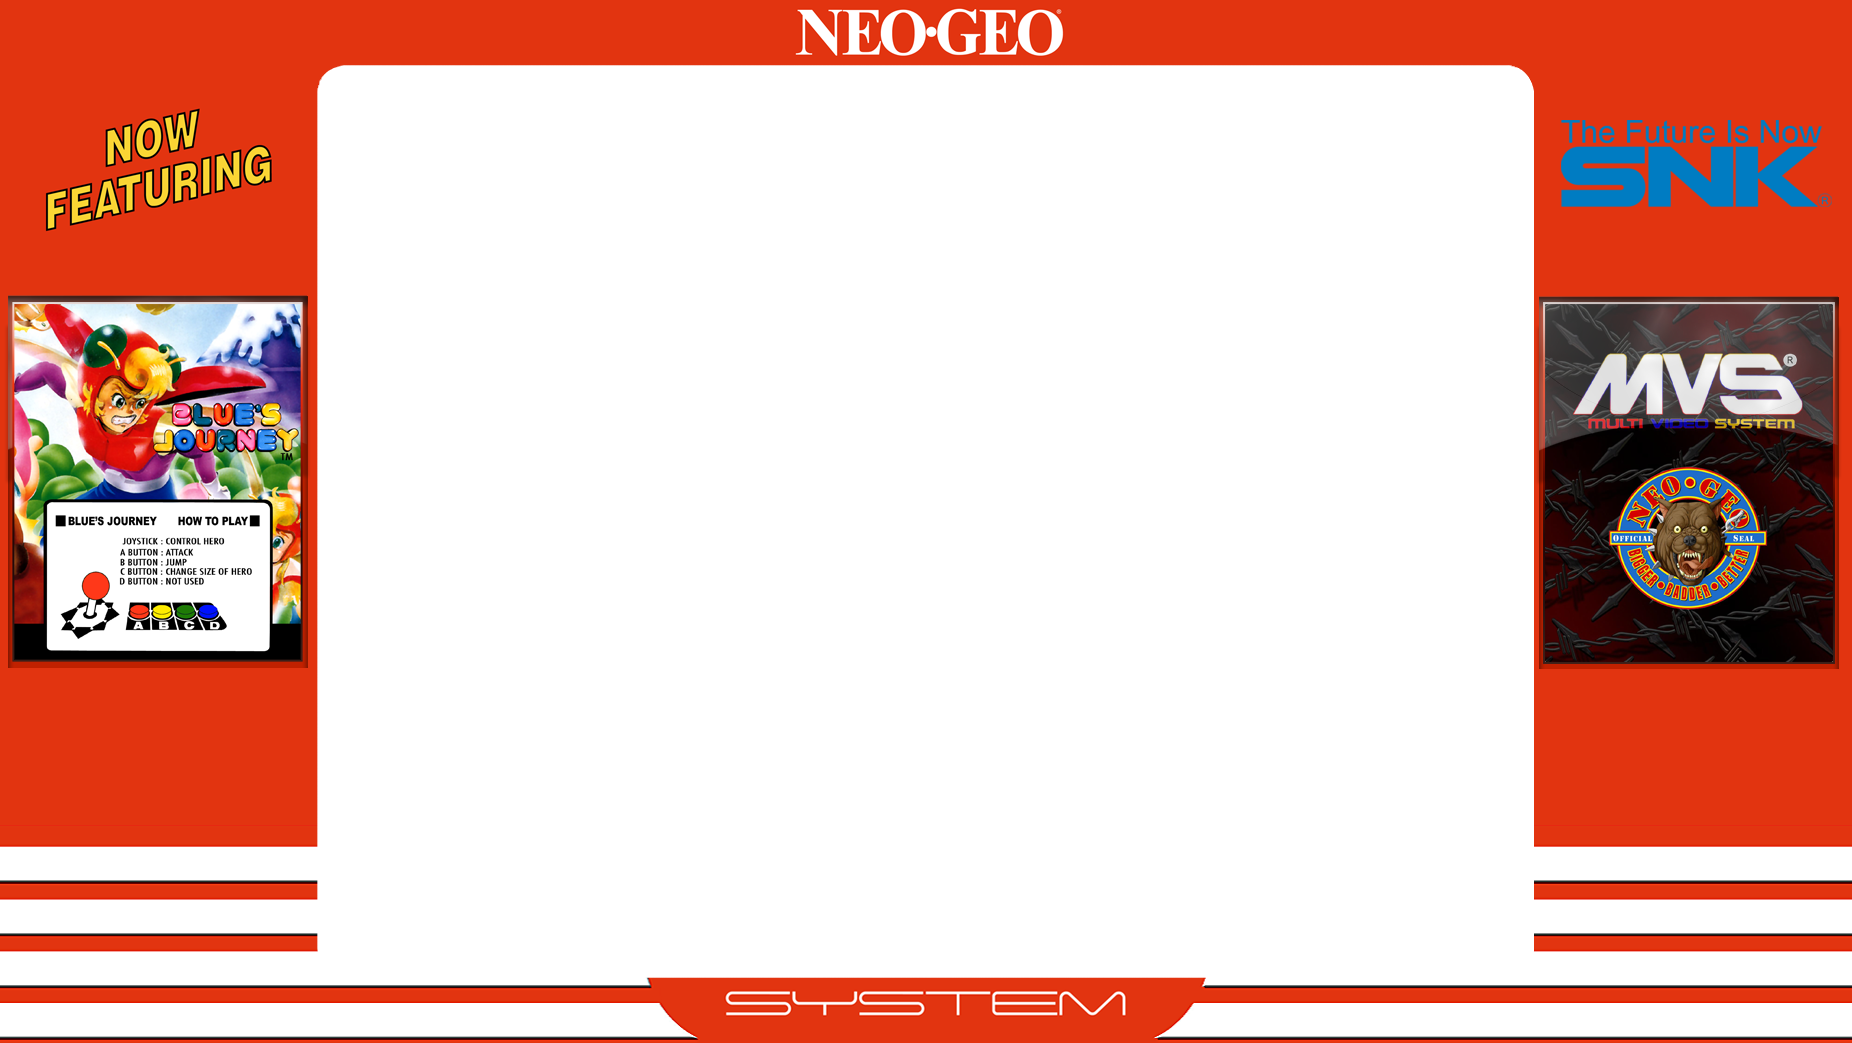 NEO•GEO®
NOW
FEATURING
BLUE'S
JOURNEY
TM
■BLUE'S JOURNEY HOW TO PLAY■
JOYSTICK : CONTROL HERO
A BUTTON : ATTACK
B BUTTON : JUMP
C BUTTON : CHANGE SIZE OF HERO
D BUTTON : NOT USED
A B C D
The Future Is Now
SNK®
MVS®
MULTI VIDEO SYSTEM
NEO•GEO
OFFICIAL SEAL
BIGGER•BADDER•BETTER
SYSTEM